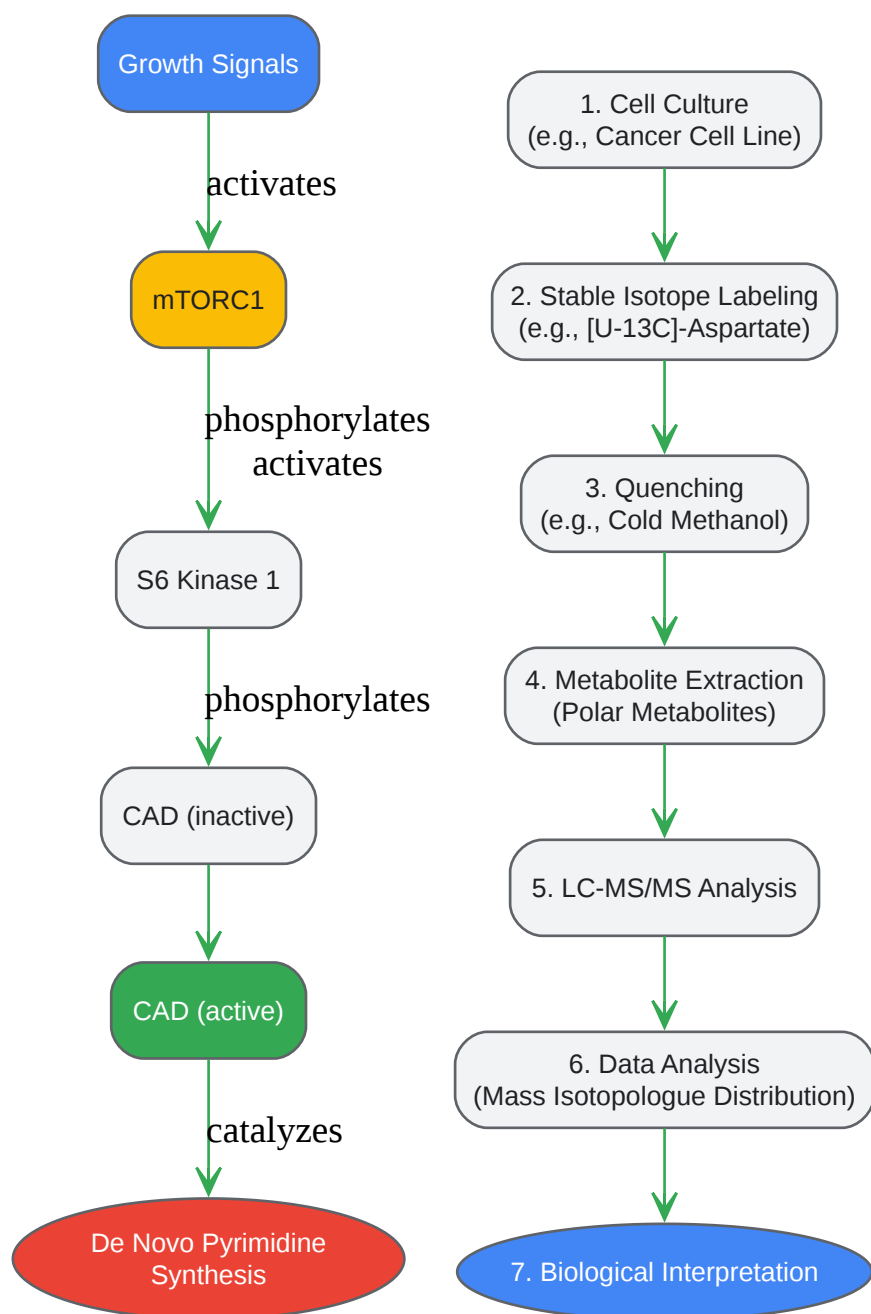 Growth Signals
activates
mTORC1
phosphorylates
activates
S6 Kinase 1
phosphorylates
CAD (inactive)
CAD (active)
catalyzes
De Novo Pyrimidine
Synthesis
1. Cell Culture
(e.g., Cancer Cell Line)
2. Stable Isotope Labeling
(e.g., [U-13C]-Aspartate)
3. Quenching
(e.g., Cold Methanol)
4. Metabolite Extraction
(Polar Metabolites)
5. LC-MS/MS Analysis
6. Data Analysis
(Mass Isotopologue Distribution)
7. Biological Interpretation